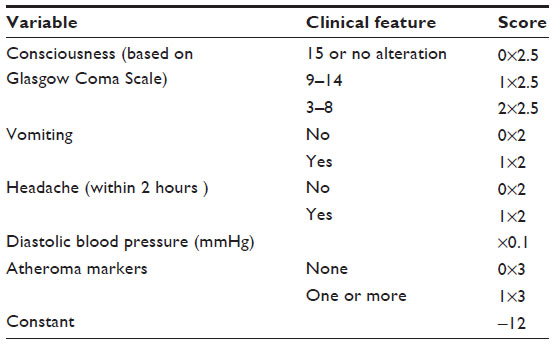 Variable Clinical feature Score
Consciousness (based on 15 or no alteration 0×2.5
Glasgow Coma Scale) 9–14 1×2.5
3–8 2×2.5
Vomiting No 0×2
Yes 1×2
Headache (within 2 hours ) No 0×2
Yes 1×2
Diastolic blood pressure (mmHg) ×0.1
Atheroma markers None 0×3
One or more 1×3
Constant –12